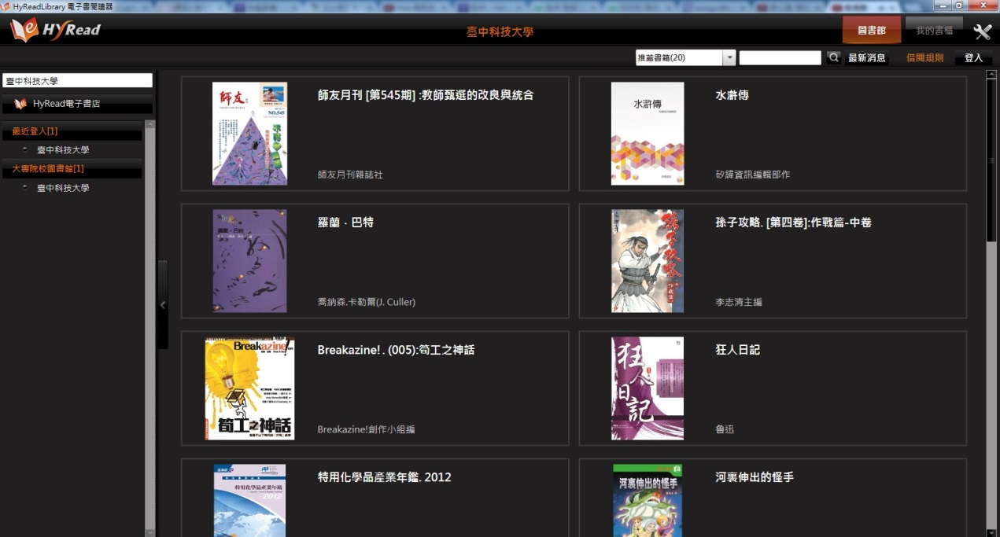 HyReadLibrary 電子書閱讀器
HyRead
臺中科技大學
圖書館
我的書櫃
推薦書籍(20)
最新消息
借閱規則
登入
臺中科技大學
HyRead電子書店
最近登入[1]
臺中科技大學
大專院校圖書館[1]
臺中科技大學
師友
NO.545
師友月刊 [第545期] :教師甄選的改良與統合
師友月刊雜誌社
水滸傳
水滸傳
矽緯資訊編輯部作
羅蘭．巴特
羅蘭．巴特
喬納森.卡勒爾(J. Culler)
孫子攻略
孫子攻略. [第四卷]:作戰篇-中卷
李志清主編
Breakazine!
筍工之神話
Breakazine!. (005):筍工之神話
Breakazine!創作小組編
狂人日記
狂人日記
魯迅
特用化學品產業年鑑
2012
特用化學品產業年鑑. 2012
河裏伸出的怪手
河裏伸出的怪手